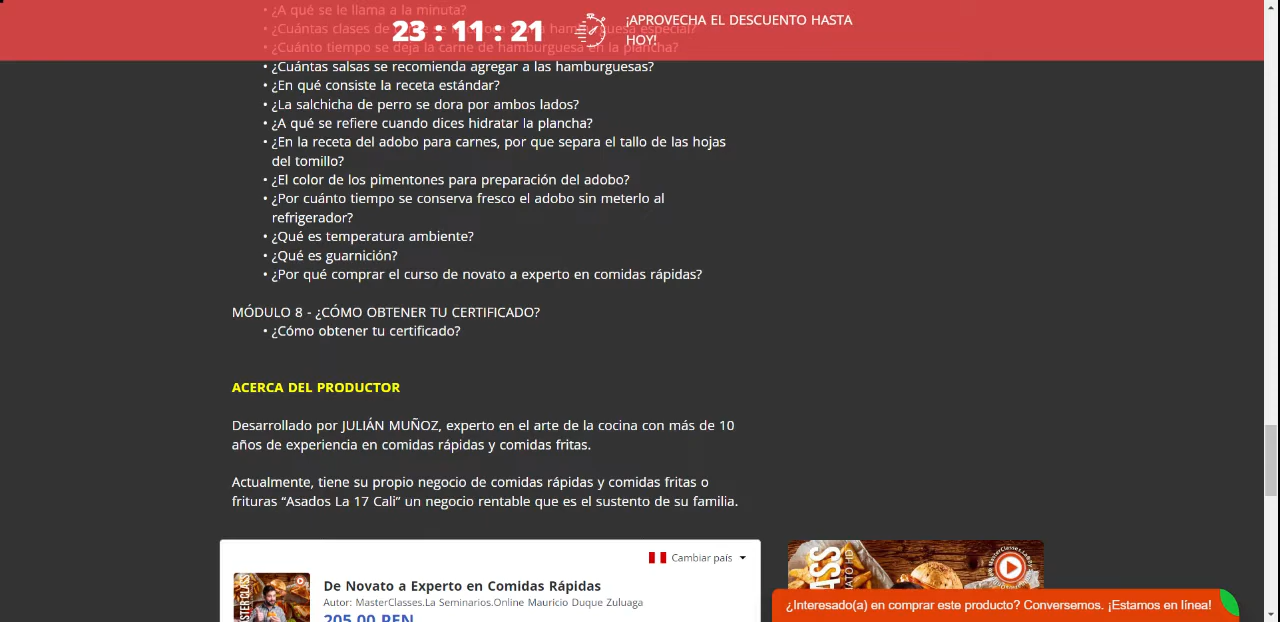 • ¿A qué se le llama a la minuta?
• ¿Cuántas clases de hamburguesa especial?
• ¿Cuánto tiempo se deja la carne de hamburguesa en la plancha?
23 : 11 : 21
¡APROVECHA EL DESCUENTO HASTA
HOY!
• ¿Cuántas salsas se recomienda agregar a las hamburguesas?
• ¿En qué consiste la receta estándar?
• ¿La salchicha de perro se dora por ambos lados?
• ¿A qué se refiere cuando dices hidratar la plancha?
• ¿En la receta del adobo para carnes, por que separa el tallo de las hojas
del tomillo?
• ¿El color de los pimentones para preparación del adobo?
• ¿Por cuánto tiempo se conserva fresco el adobo sin meterlo al
refrigerador?
• ¿Qué es temperatura ambiente?
• ¿Qué es guarnición?
• ¿Por qué comprar el curso de novato a experto en comidas rápidas?
MÓDULO 8 - ¿CÓMO OBTENER TU CERTIFICADO?
• ¿Cómo obtener tu certificado?
ACERCA DEL PRODUCTOR
Desarrollado por JULIÁN MUÑOZ, experto en el arte de la cocina con más de 10
años de experiencia en comidas rápidas y comidas fritas.
Actualmente, tiene su propio negocio de comidas rápidas y comidas fritas o
frituras “Asados La 17 Cali” un negocio rentable que es el sustento de su familia.
Cambiar país
De Novato a Experto en Comidas Rápidas
Autor: MasterClasses.La Seminarios.Online Mauricio Duque Zuluaga
205,00 PEN
¿Interesado(a) en comprar este producto? Conversemos. ¡Estamos en línea!